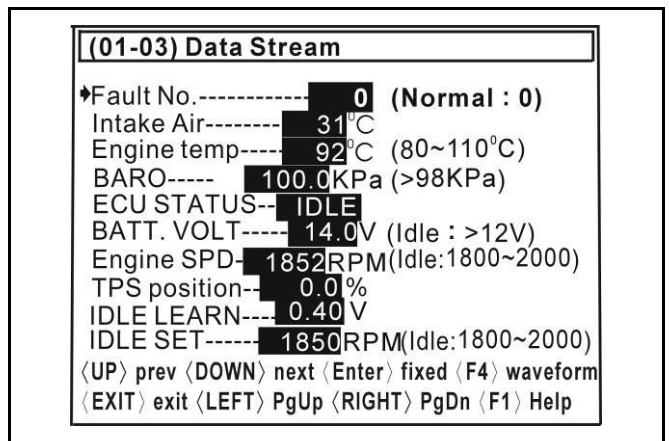 (01-03) Data Stream
➧Fault No.------------ 0 (Normal : 0)
Intake Air-------- 31°C
Engine temp----- 92°C (80~110°C)
BARO----- 100.0KPa (>98KPa)
ECU STATUS-- IDLE
BATT. VOLT----- 14.0V (Idle : >12V)
Engine SPD- 1852RPM(Idle:1800~2000)
TPS position-- 0.0 %
IDLE LEARN---- 0.40 V
IDLE SET------ 1850RPM(Idle:1800~2000)
〈UP〉 prev 〈DOWN〉 next 〈Enter〉 fixed 〈F4〉 waveform
〈EXIT〉 exit 〈LEFT〉 PgUp 〈RIGHT〉 PgDn 〈F1〉 Help